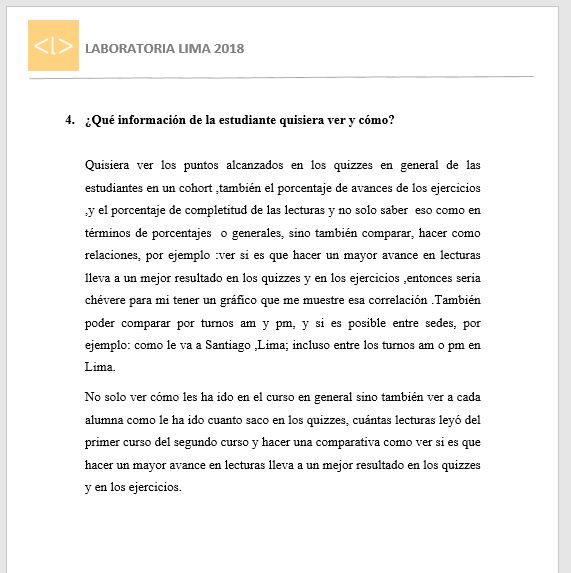 <L>
LABORATORIA LIMA 2018
4. ¿Qué información de la estudiante quisiera ver y cómo?
Quisiera ver los puntos alcanzados en los quizzes en general de las
estudiantes en un cohort ,también el porcentaje de avances de los ejercicios
,y el porcentaje de completitud de las lecturas y no solo saber eso como en
términos de porcentajes o generales, sino también comparar, hacer como
relaciones, por ejemplo :ver si es que hacer un mayor avance en lecturas
lleva a un mejor resultado en los quizzes y en los ejercicios ,entonces sería
chévere para mi tener un gráfico que me muestre esa correlación .También
poder comparar por turnos am y pm, y si es posible entre sedes, por
ejemplo: como le va a Santiago ,Lima; incluso entre los turnos am o pm en
Lima.
No solo ver cómo les ha ido en el curso en general sino también ver a cada
alumna como le ha ido cuanto saco en los quizzes, cuántas lecturas leyó del
primer curso del segundo curso y hacer una comparativa como ver si es que
hacer un mayor avance en lecturas lleva a un mejor resultado en los quizzes
y en los ejercicios.